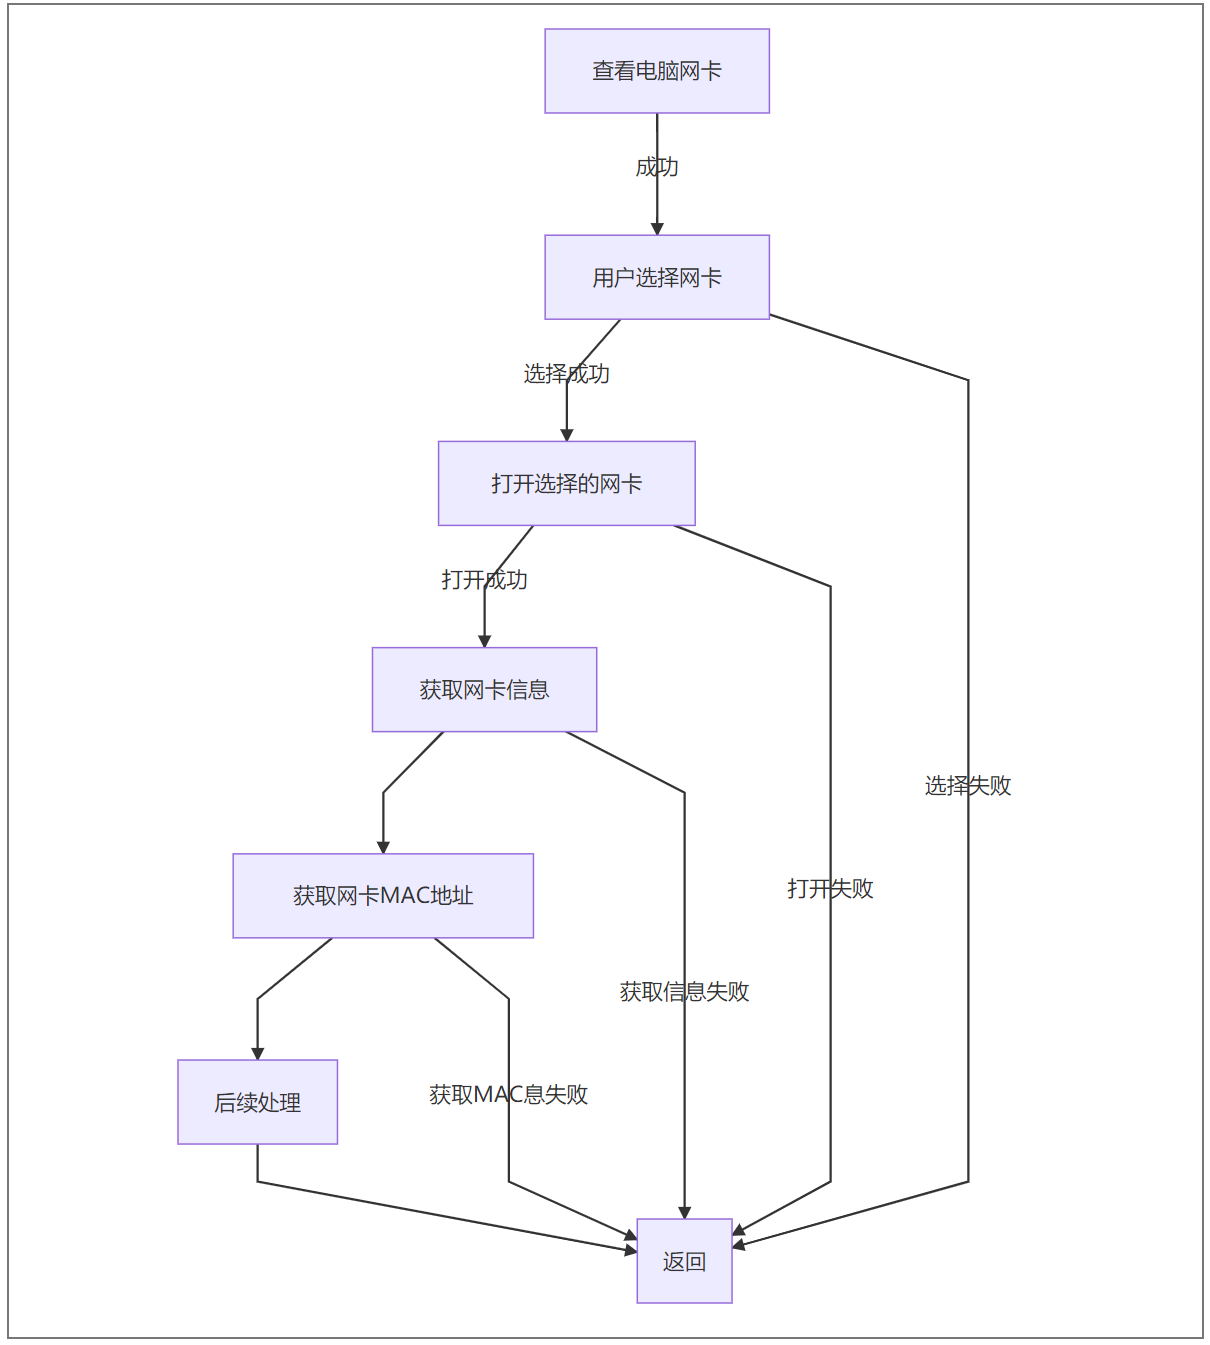 查看电脑网卡
成功
用户选择网卡
选择成功
打开选择的网卡
打开成功
获取网卡信息
选择失败
打开失败
获取网卡MAC地址
获取信息失败
获取MAC息失败
后续处理
返回